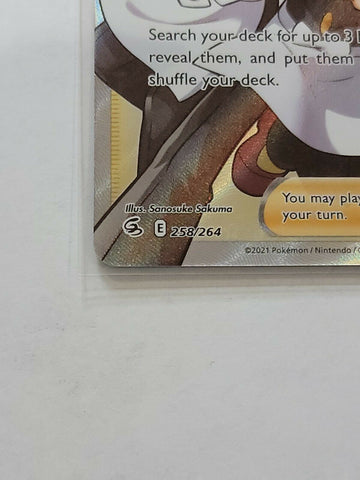 Search your deck for up to 3
reveal them, and put them
shuffle your deck.
You may play
your turn.
Illus. Sanosuke Sakuma
E 258/264
©2021 Pokémon / Nintendo /